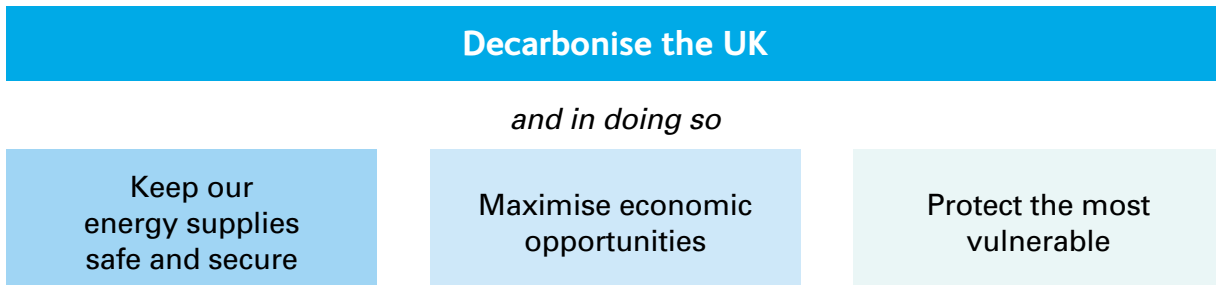 Decarbonise the UK
and in doing so
Keep our
energy supplies
safe and secure
Maximise economic
opportunities
Protect the most
vulnerable